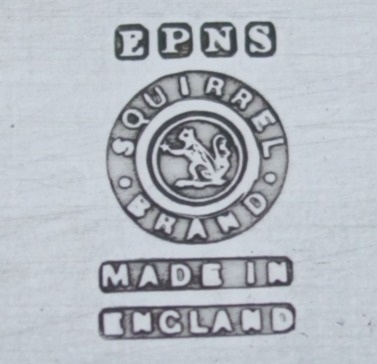 EPNS
SQUIRREL
BRAND
MADE IN
ENGLAND